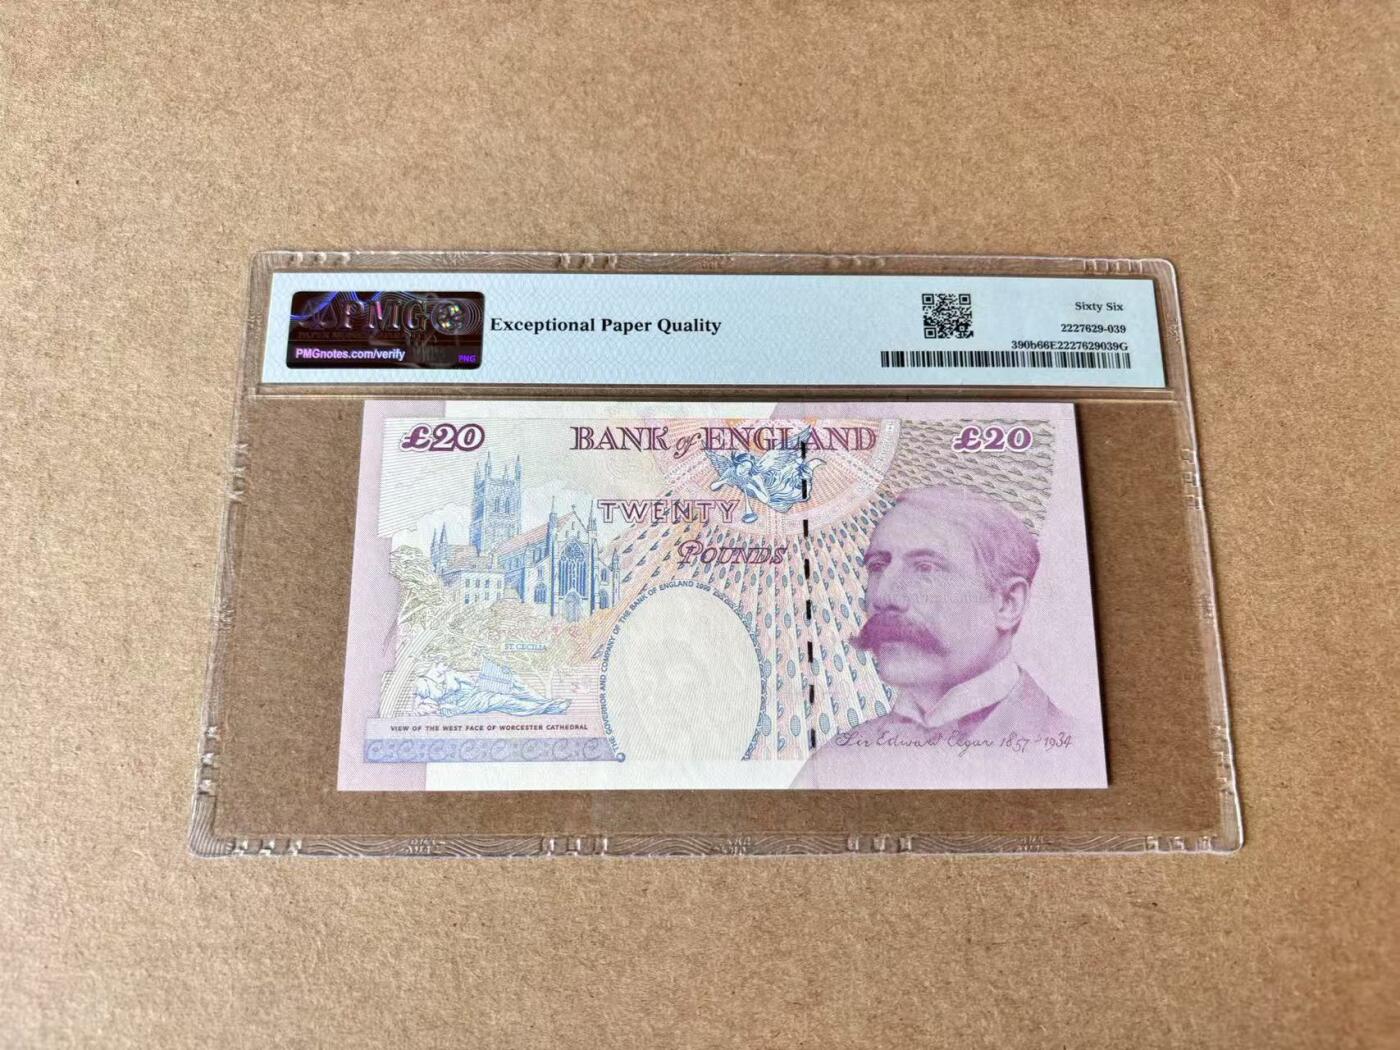 PMG
PMGnotes.com/verify
PNG
Exceptional Paper Quality
Sixty Six
2227629-039
390b66E2227629039G
£20
BANK of ENGLAND
£20
TWENTY
POUNDS
THE GOVERNOR AND COMPANY OF THE BANK OF ENGLAND 1999
ST. CECILIA
VIEW OF THE WEST FACE OF WORCESTER CATHEDRAL
Sir Edward Elgar 1857-1934